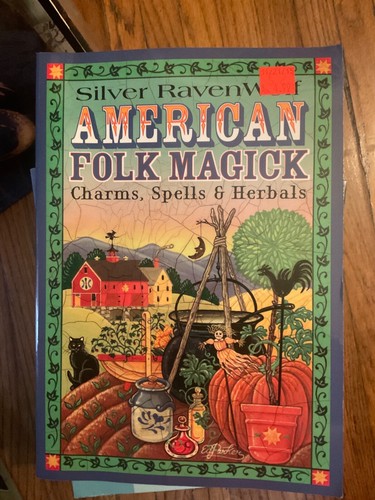 Silver RavenWolf
AMERICAN
FOLK MAGICK
Charms, Spells & Herbals